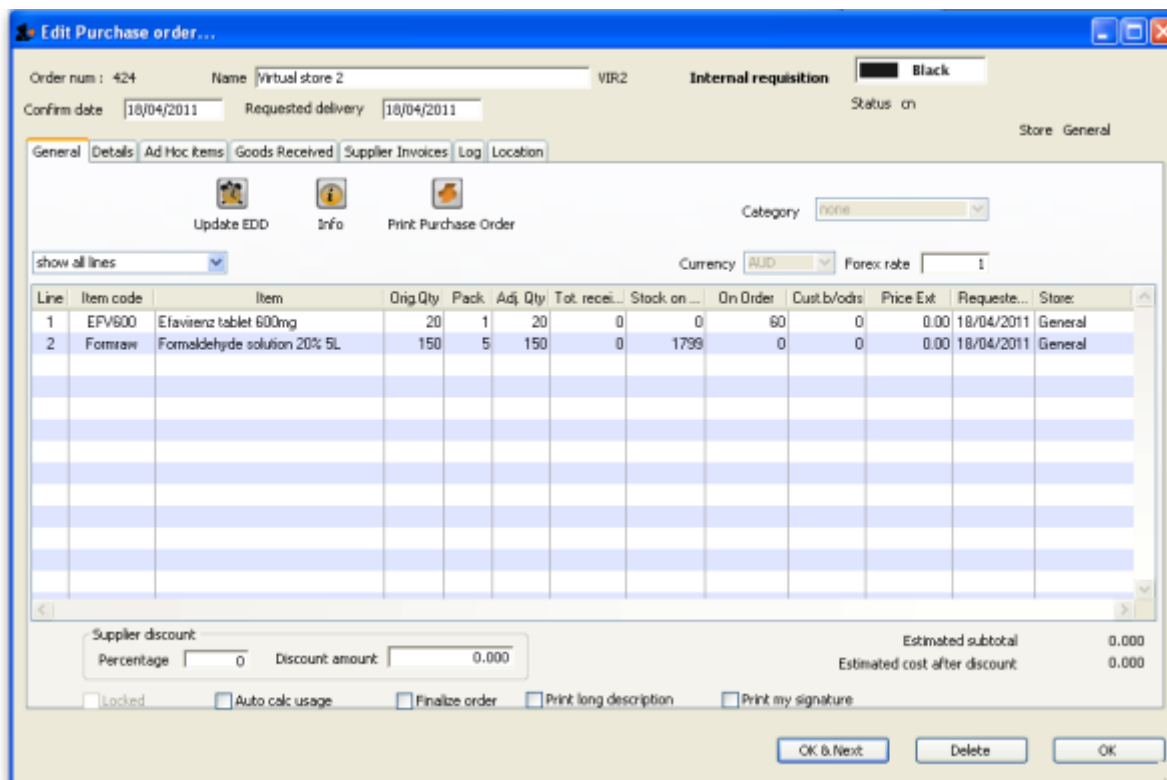 Edit Purchase order...
Order num : 424 Name Virtual store 2 VIR2 Internal requisition Black
Confirm date 18/04/2011 Requested delivery 18/04/2011 Status cn
Store General
General Details Ad Hoc items Goods Received Supplier Invoices Log Location
Update EDD Info Print Purchase Order Category none
show all lines Currency AUD Forex rate 1
Line Item code Item Orig.Qty Pack Adj. Qty Tot. recei... Stock on ... On Order Cust.b/odrs Price Ext Requeste... Store:
1 EFV600 Efavirenz tablet 600mg 20 1 20 0 0 60 0 0.00 18/04/2011 General
2 Formraw Formaldehyde solution 20% 5L 150 5 150 0 1799 0 0 0.00 18/04/2011 General
Supplier discount Estimated subtotal 0.000
Percentage 0 Discount amount 0.000 Estimated cost after discount 0.000
Locked Auto calc usage Finalize order Print long description Print my signature
OK & Next Delete OK